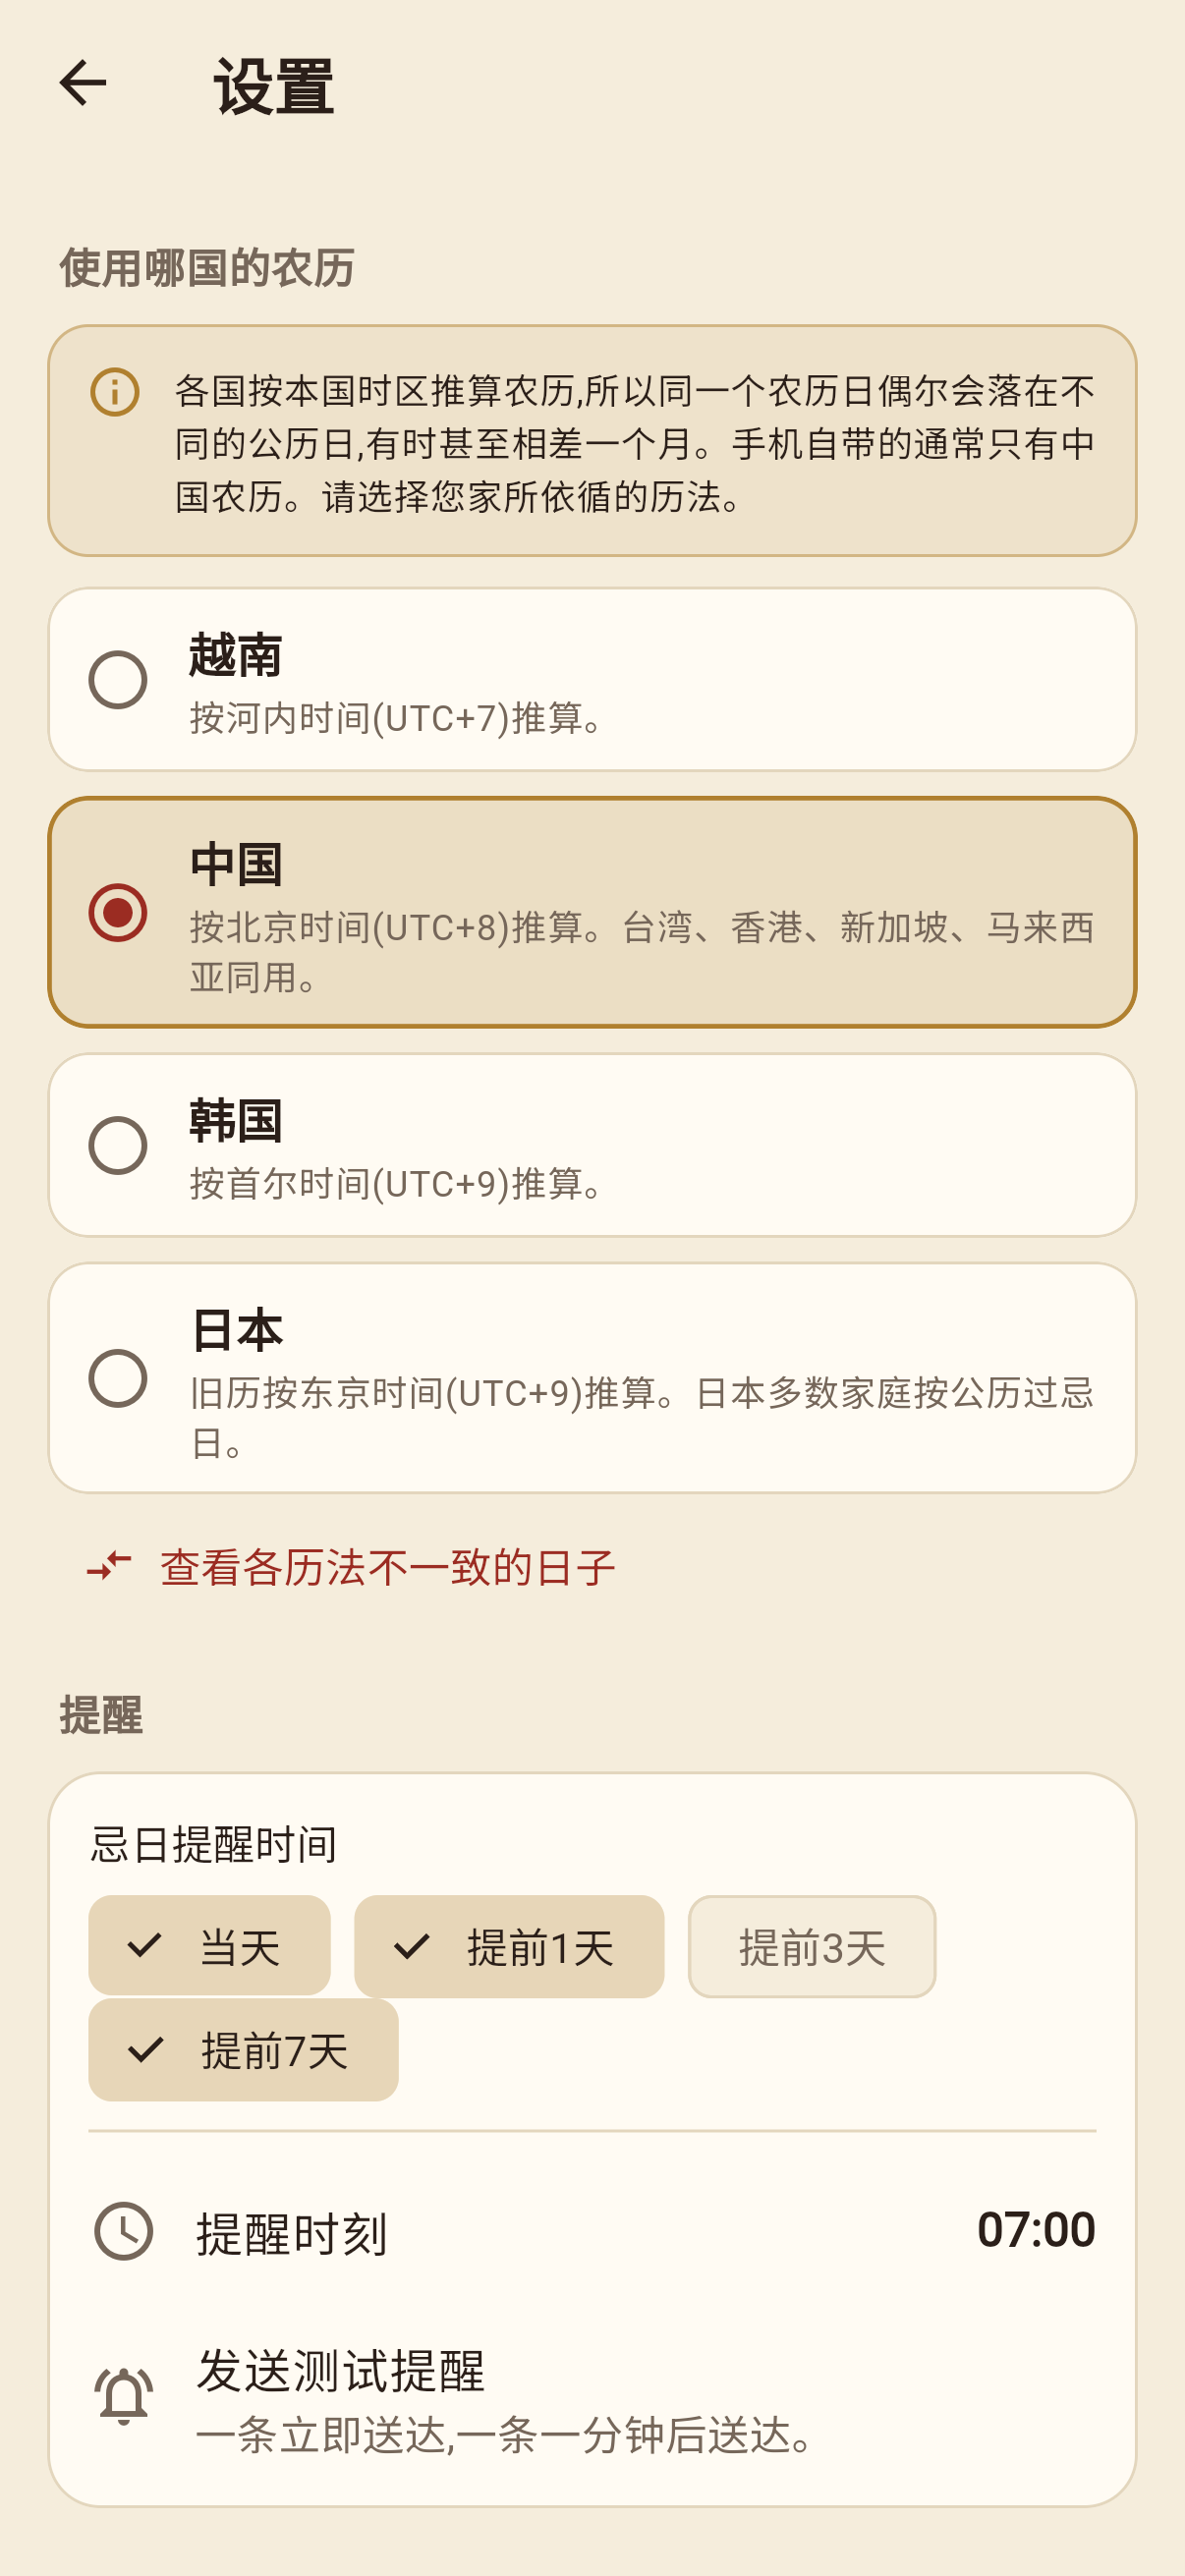 设置
使用哪国的农历
各国按本国时区推算农历,所以同一个农历日偶尔会落在不
同的公历日,有时甚至相差一个月。手机自带的通常只有中
国农历。请选择您家所依循的历法。
越南
按河内时间(UTC+7)推算。
中国
按北京时间(UTC+8)推算。台湾、香港、新加坡、马来西
亚同用。
韩国
按首尔时间(UTC+9)推算。
日本
旧历按东京时间(UTC+9)推算。日本多数家庭按公历过忌
日。
查看各历法不一致的日子
提醒
忌日提醒时间
当天
提前1天
提前3天
提前7天
提醒时刻
07:00
发送测试提醒
一条立即送达,一条一分钟后送达。